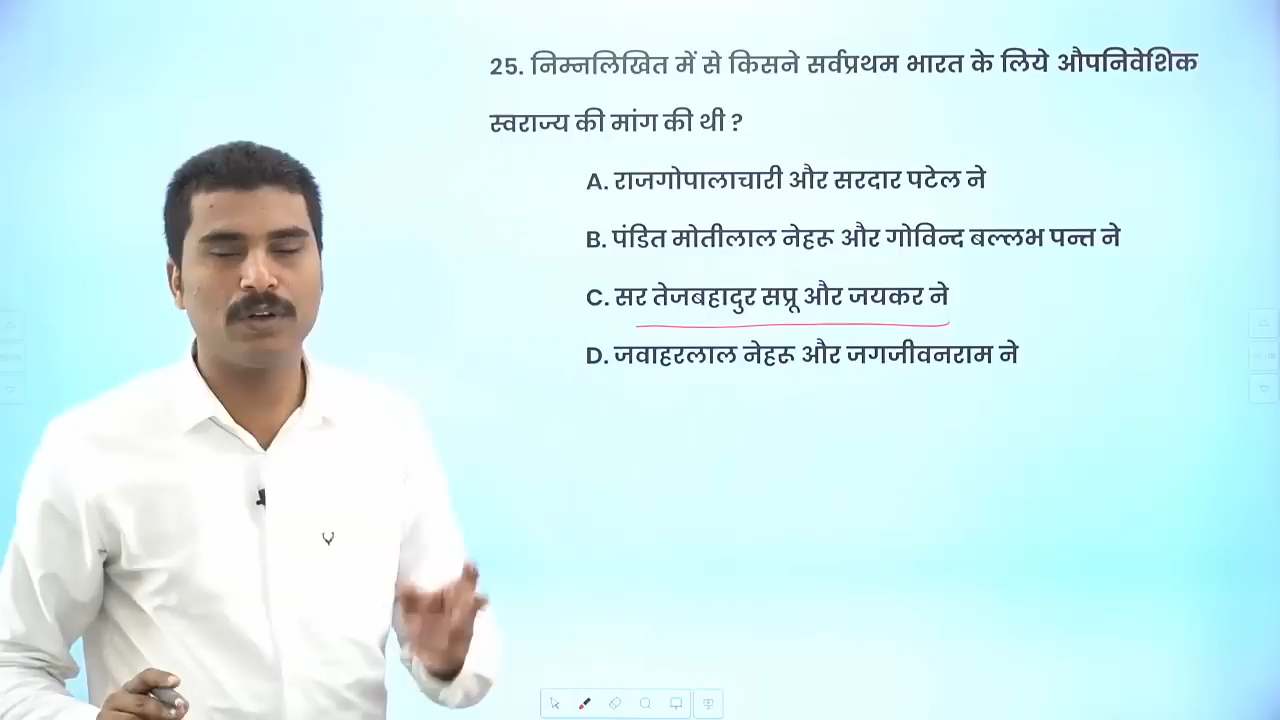 25. निम्नलिखित में से किसने सर्वप्रथम भारत के लिये औपनिवेशिक
स्वराज्य की मांग की थी ?
A. राजगोपालाचारी और सरदार पटेल ने
B. पंडित मोतीलाल नेहरू और गोविन्द बल्लभ पन्त ने
C. सर तेजबहादुर सप्रू और जयकर ने
D. जवाहरलाल नेहरू और जगजीवनराम ने